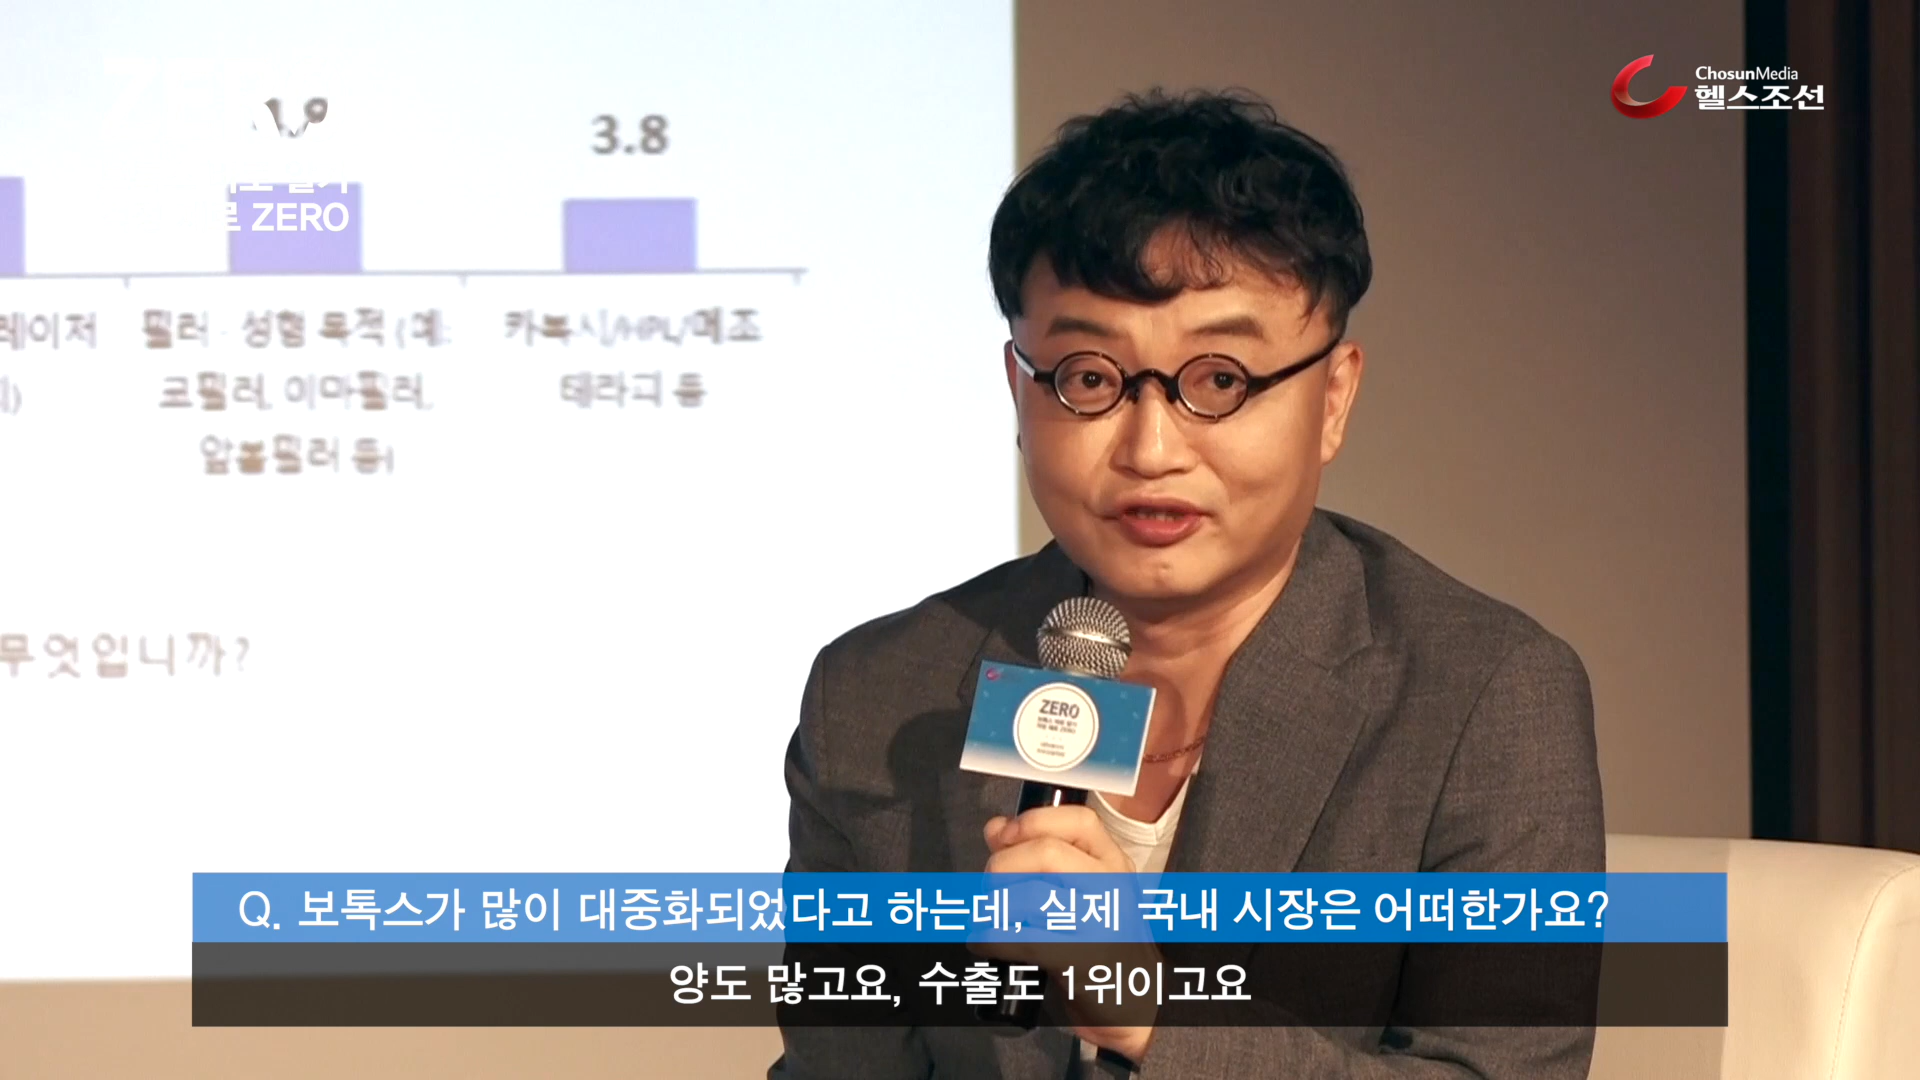 ChosunMedia
헬스조선
3.8
ZERO
레이저
필러 - 성형 목적 (예:
카복시/HPL/메조
코필러, 이마필러,
테라피 등
앞볼필러 등)
무엇입니까?
ZERO
Q. 보톡스가 많이 대중화되었다고 하는데, 실제 국내 시장은 어떠한가요?
양도 많고요, 수출도 1위이고요